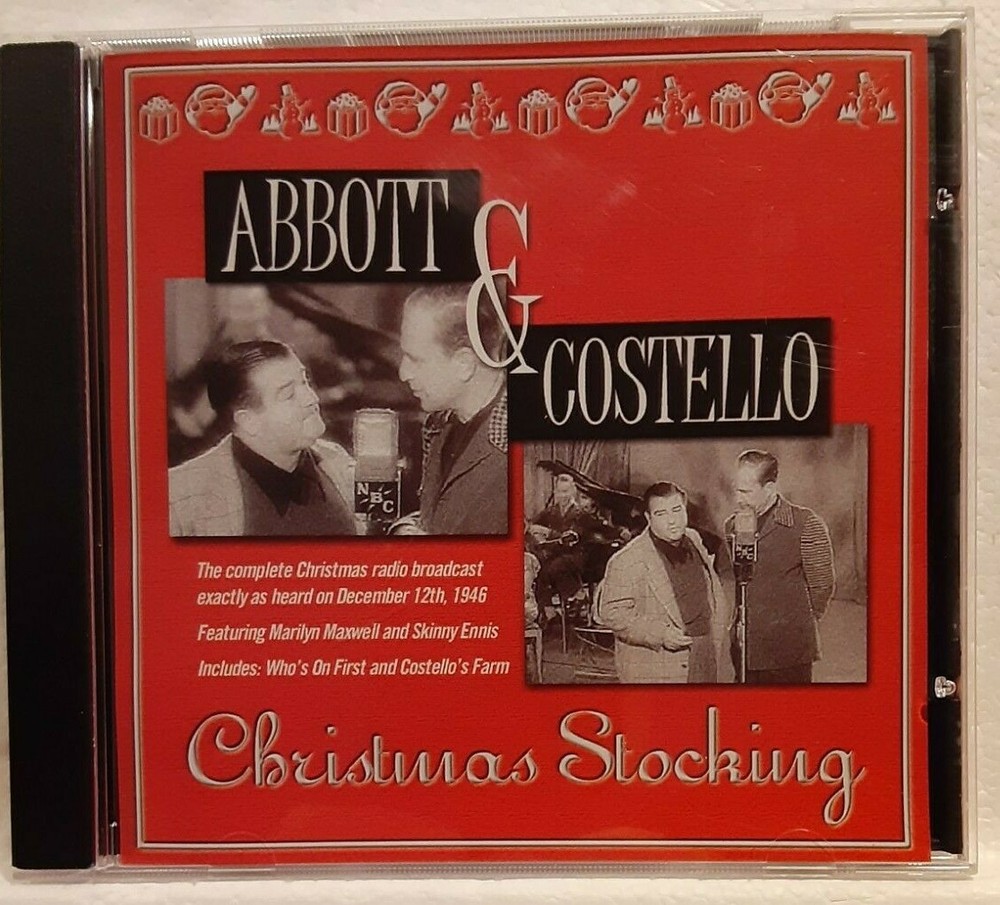 ABBOTT
&
COSTELLO
NBC
NBC
The complete Christmas radio broadcast
exactly as heard on December 12th, 1946
Featuring Marilyn Maxwell and Skinny Ennis
Includes: Who's On First and Costello's Farm
Christmas Stocking